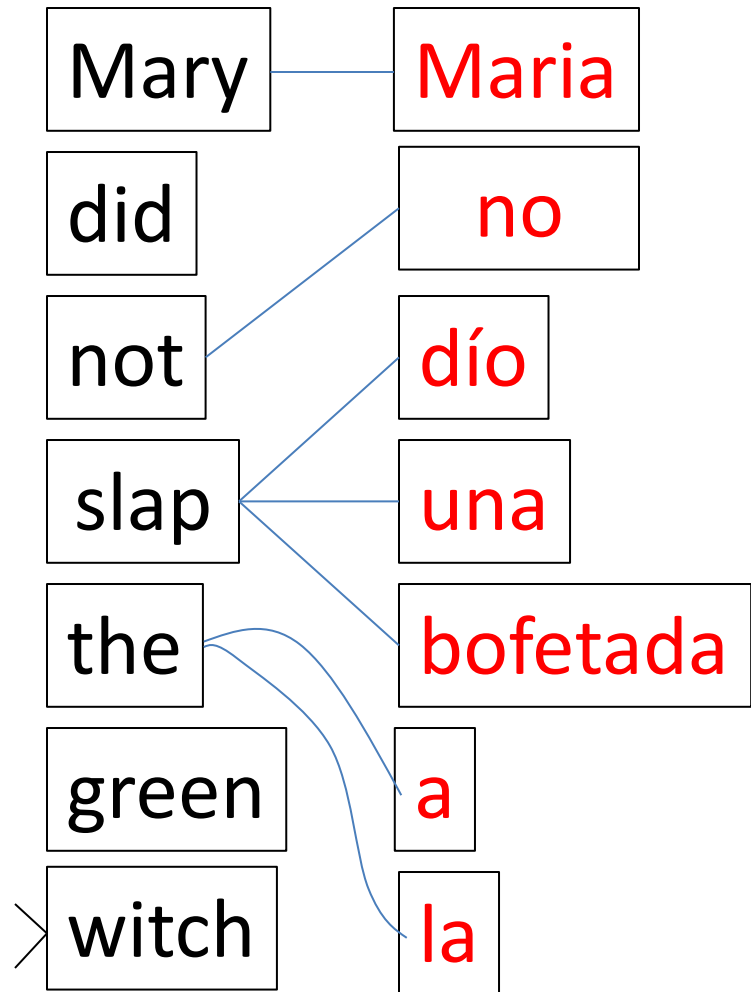 Mary Maria
did no
not dío
slap una
the bofetada
green a
witch la